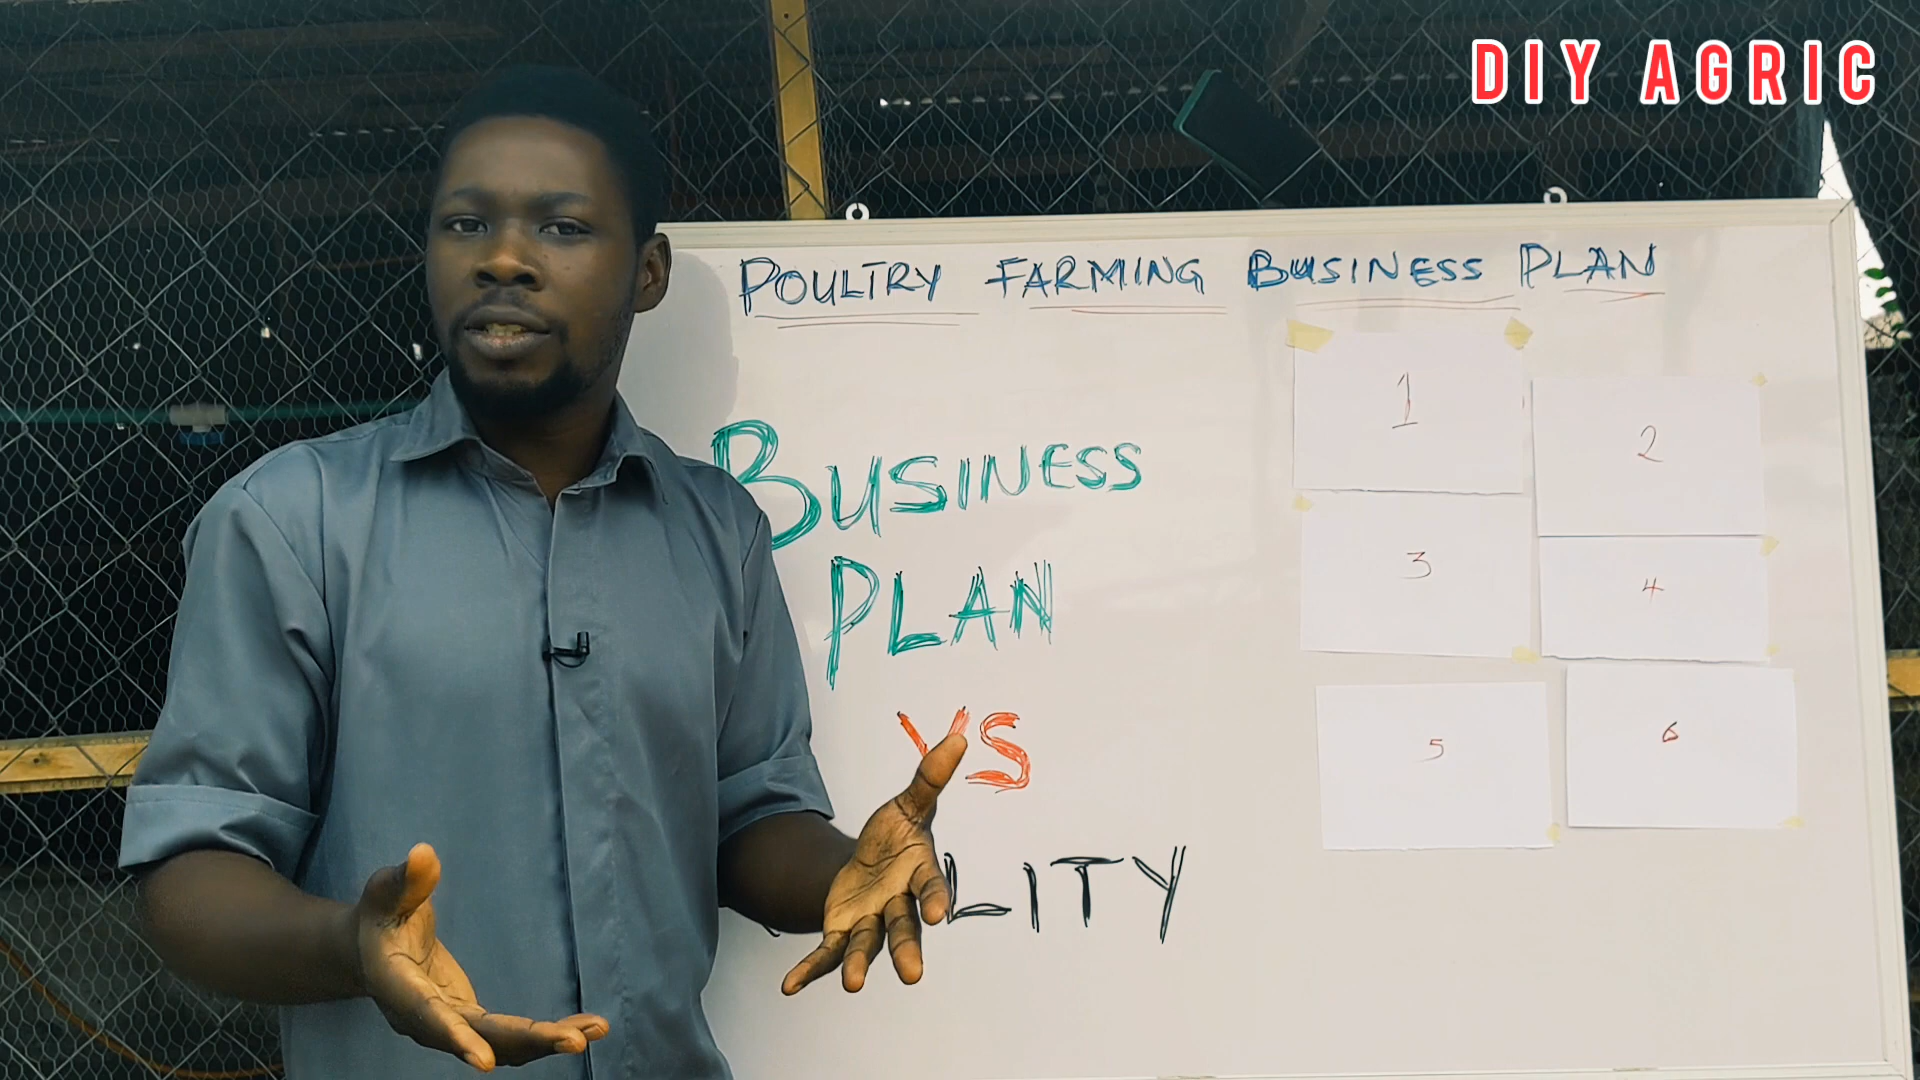 DIY AGRIC
POULTRY FARMING BUSINESS PLAN
BUSINESS
PLAN
VS
LITY
1
2
3
4
5
6